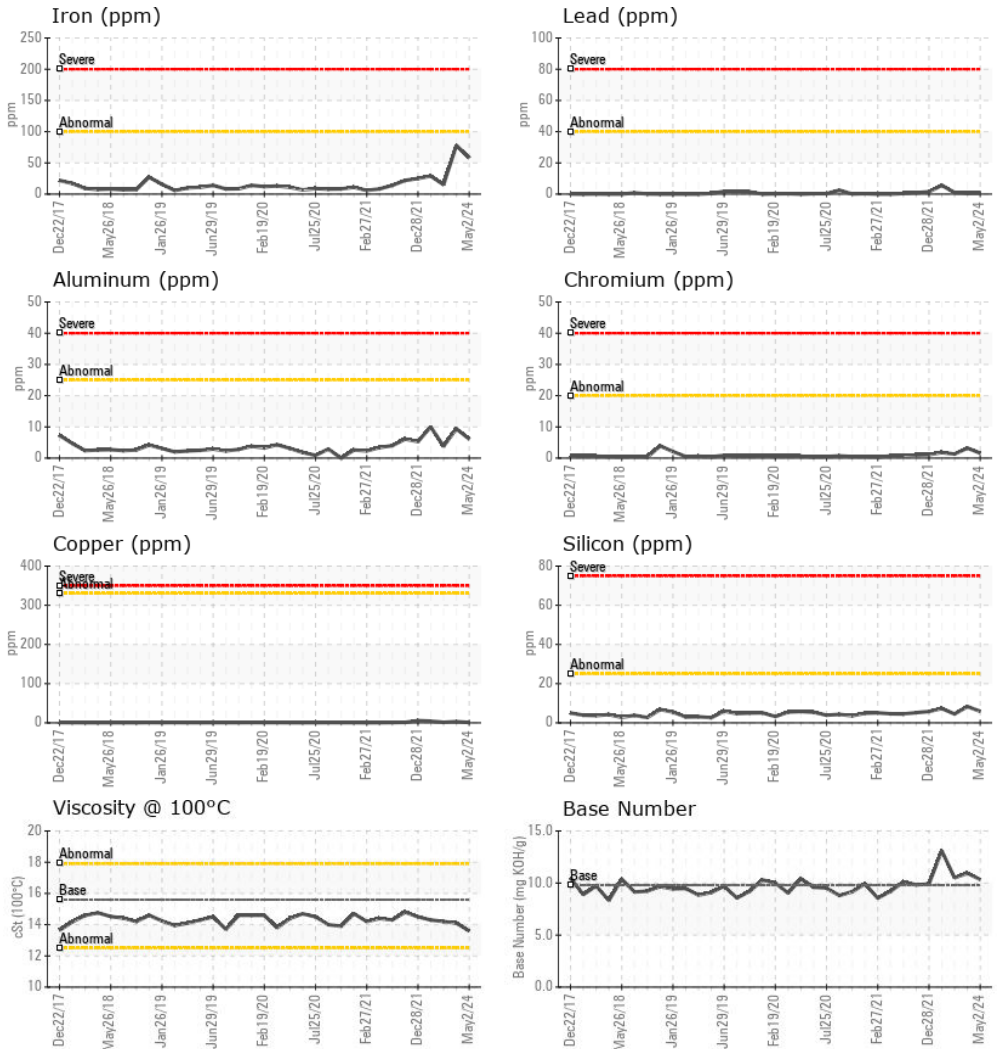 Iron (ppm)
250
200
150
100
50
0
ppm
Severe
Abnormal
Dec22/17
May26/18
Jan26/19
Jun29/19
Feb19/20
Jul25/20
Feb27/21
Dec28/21
May2/24
Lead (ppm)
100
80
60
40
20
0
ppm
Severe
Abnormal
Dec22/17
May26/18
Jan26/19
Jun29/19
Feb19/20
Jul25/20
Feb27/21
Dec28/21
May2/24
Aluminum (ppm)
50
40
30
20
10
0
ppm
Severe
Abnormal
Dec22/17
May26/18
Jan26/19
Jun29/19
Feb19/20
Jul25/20
Feb27/21
Dec28/21
May2/24
Chromium (ppm)
50
40
30
20
10
0
ppm
Severe
Abnormal
Dec22/17
May26/18
Jan26/19
Jun29/19
Feb19/20
Jul25/20
Feb27/21
Dec28/21
May2/24
Copper (ppm)
400
300
200
100
0
ppm
Severe
Abnormal
Dec22/17
May26/18
Jan26/19
Jun29/19
Feb19/20
Jul25/20
Feb27/21
Dec28/21
May2/24
Silicon (ppm)
80
60
40
20
0
ppm
Severe
Abnormal
Dec22/17
May26/18
Jan26/19
Jun29/19
Feb19/20
Jul25/20
Feb27/21
Dec28/21
May2/24
Viscosity @ 100°C
20
18
16
14
12
10
cSt (100°C)
Abnormal
Base
Abnormal
Dec22/17
May26/18
Jan26/19
Jun29/19
Feb19/20
Jul25/20
Feb27/21
Dec28/21
May2/24
Base Number
15.0
10.0
5.0
0.0
Base Number (mg KOH/g)
Base
Dec22/17
May26/18
Jan26/19
Jun29/19
Feb19/20
Jul25/20
Feb27/21
Dec28/21
May2/24